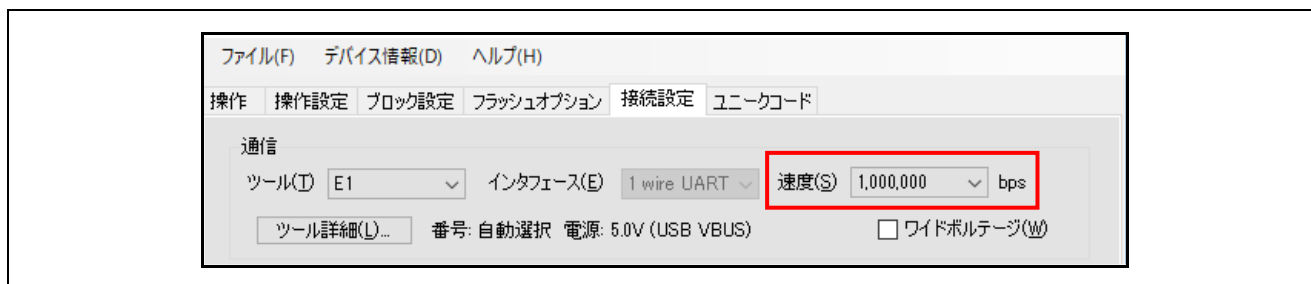 ファイル(F) デバイス情報(D) ヘルプ(H)
操作 操作設定 ブロック設定 フラッシュオプション 接続設定 ユニークコード
通信
ツール(T) E1 インタフェース(E) 1 wire UART 速度(S) 1,000,000 bps
ツール詳細(L)... 番号: 自動選択 電源: 5.0V (USB VBUS) ワイドボルテージ(W)